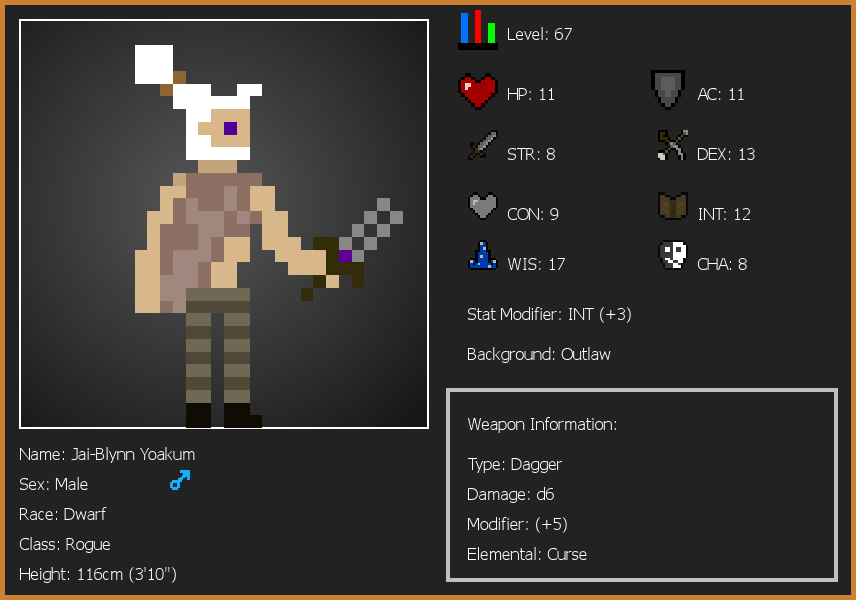 Level: 67
HP: 11
AC: 11
STR: 8
DEX: 13
CON: 9
INT: 12
WIS: 17
CHA: 8
Stat Modifier: INT (+3)
Background: Outlaw
Weapon Information:
Type: Dagger
Damage: d6
Modifier: (+5)
Elemental: Curse
Name: Jai-Blynn Yoakum
Sex: Male
Race: Dwarf
Class: Rogue
Height: 116cm (3'10")